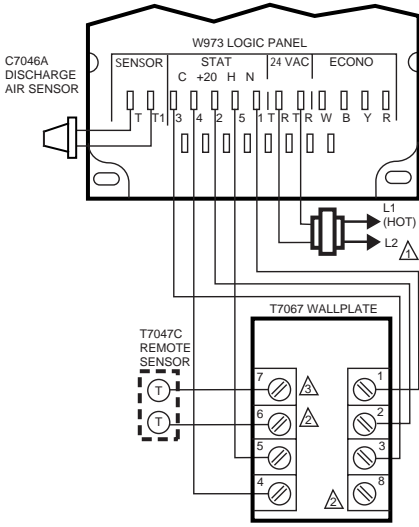 W973 LOGIC PANEL
C7046A
DISCHARGE
AIR SENSOR
SENSOR STAT 24 VAC ECONO
C +20 H N
T T1 3 4 2 5 1 T R T R W B Y R
L1
(HOT)
L2 1
T7067 WALLPLATE
T7047C
REMOTE
SENSOR
7 3 1
T
6 2 2
T
5 3
4 2 8